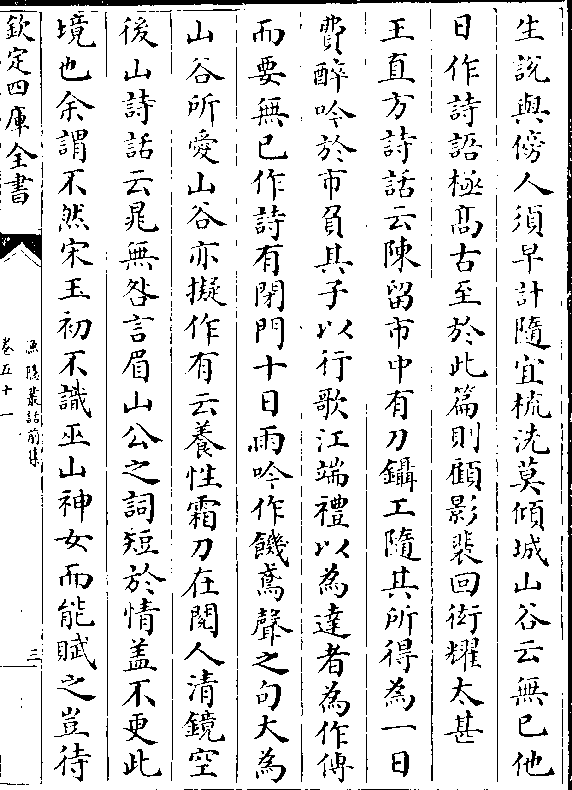 生說與傍人須早計隨宜梳洗莫傾城山谷云無已他
日作詩語極髙古至於此篇則顧影裴回衒耀太甚
王直方詩話云陳留市中有刀鑷工隨其所得為一日
費醉吟於市負其子以行歌江端禮以為達者為作傳
而要無已作詩有閉門十日雨吟作饑鳶聲之句大為
山谷所愛山谷亦擬作有云養性霜刀在閱人清鏡空
後山詩話云晁無咎言眉山公之詞短於情盖不更此
境也余謂不然宋玉初不識巫山神女而能賦之豈待
欽定四庫全書
漁隱叢話前集
卷五十一
三